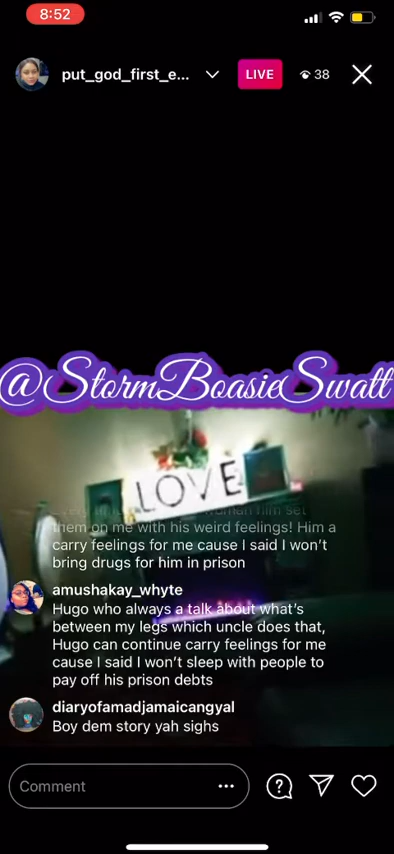 8:52
put_god_first_e...
LIVE
38
@StormBoasieSwatt
LOVE
him set
them on me with his weird feelings! Him a
carry feelings for me cause I said I won't
bring drugs for him in prison
amushakay_whyte
Hugo who always a talk about what's
between my legs which uncle does that,
Hugo can continue carry feelings for me
cause I said I won't sleep with people to
pay off his prison debts
diaryofamadjamaicangyal
Boy dem story yah sighs
Comment